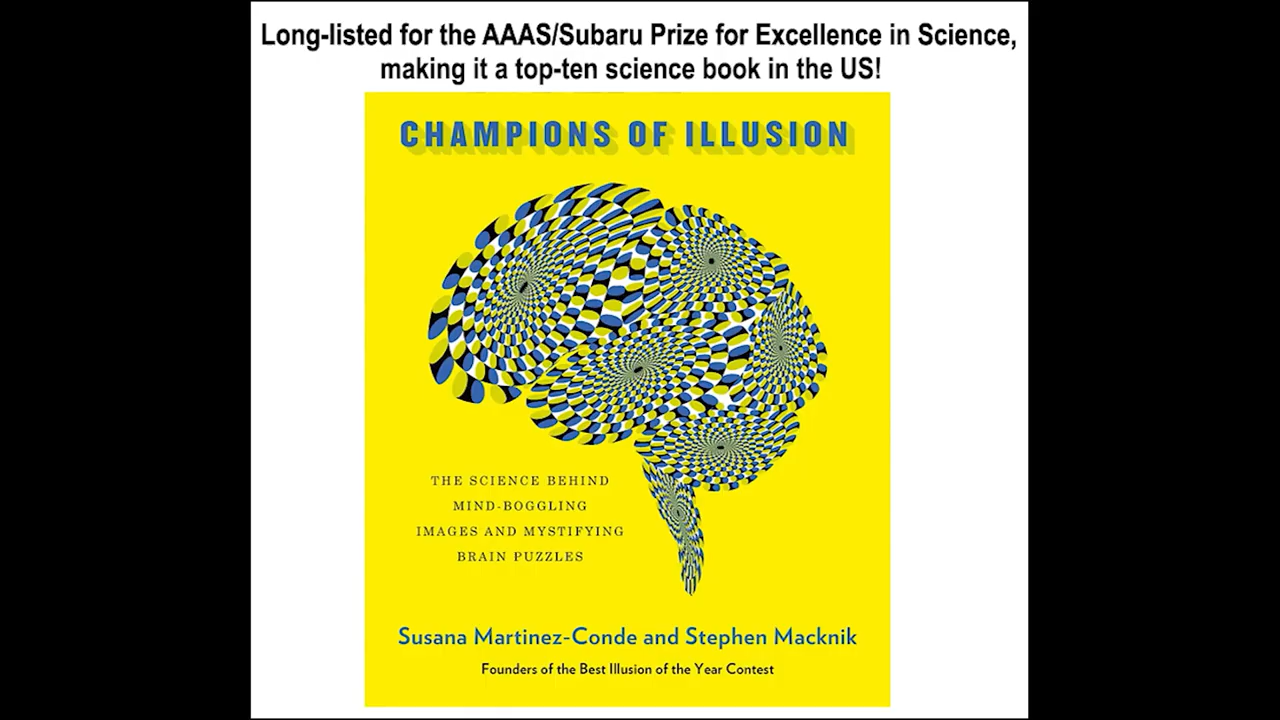 Long-listed for the AAAS/Subaru Prize for Excellence in Science,
making it a top-ten science book in the US!
CHAMPIONS OF ILLUSION
THE SCIENCE BEHIND
MIND-BOGGLING
IMAGES AND MYSTIFYING
BRAIN PUZZLES
Susana Martinez-Conde and Stephen Macknik
Founders of the Best Illusion of the Year Contest